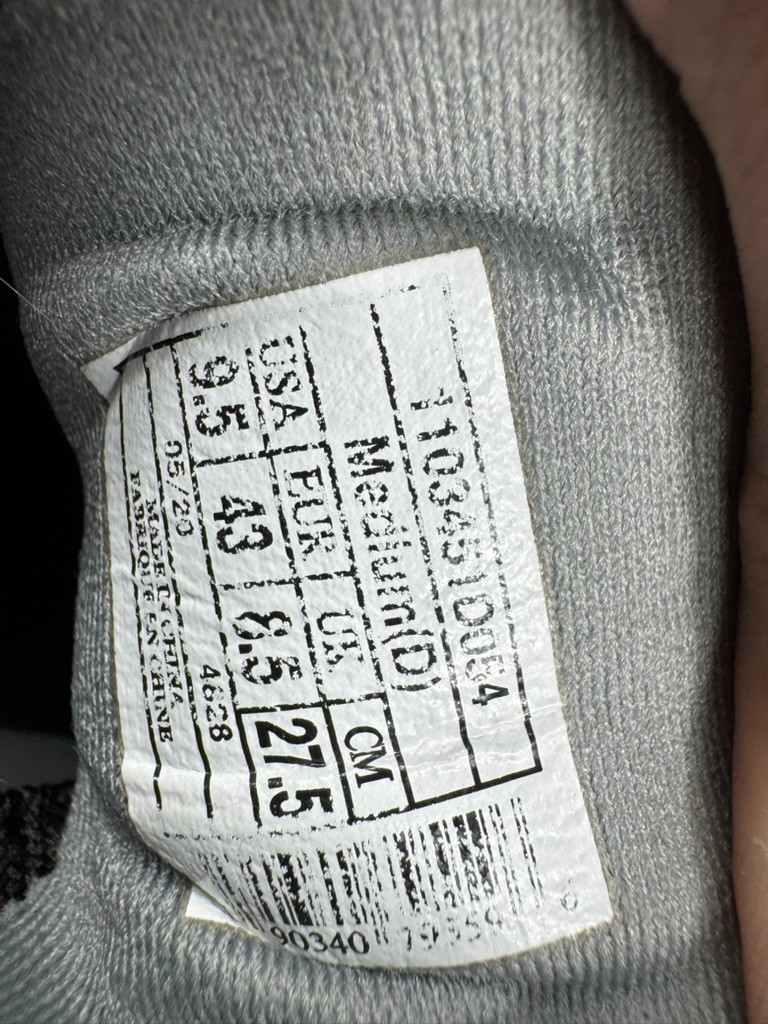 1103451D054
Medium(D)
USA EUR UK CM
9.5 43 8.5 27.5
05/20 4628
MADE IN CHINA
FABRIQUE EN CHINE
90340